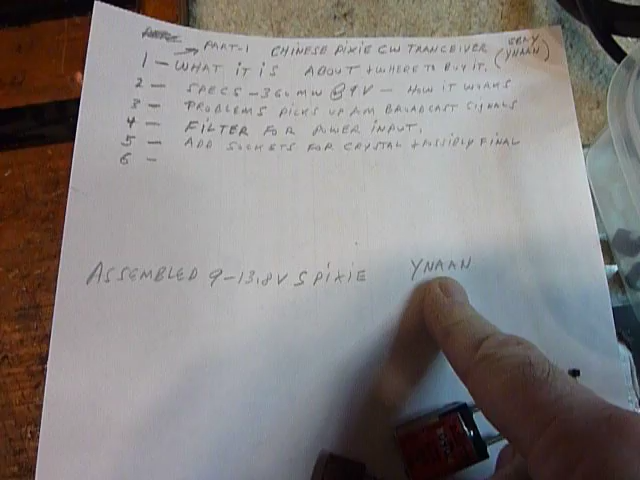 → PART-1 CHINESE PIXIE CW TRANCEIVER (EBAY YNAAN)
1 - WHAT IT IS ABOUT + WHERE TO BUY IT.
2 - SPECS - 360 MW @ 9V - HOW IT WORKS
3 - PROBLEMS PICKS UP AM BROADCAST SIGNALS
4 - FILTER FOR POWER INPUT.
5 - ADD SOCKETS FOR CRYSTAL + POSSIBLY FINAL
6 -
ASSEMBLED 9-13.8V S PIXIE YNAAN